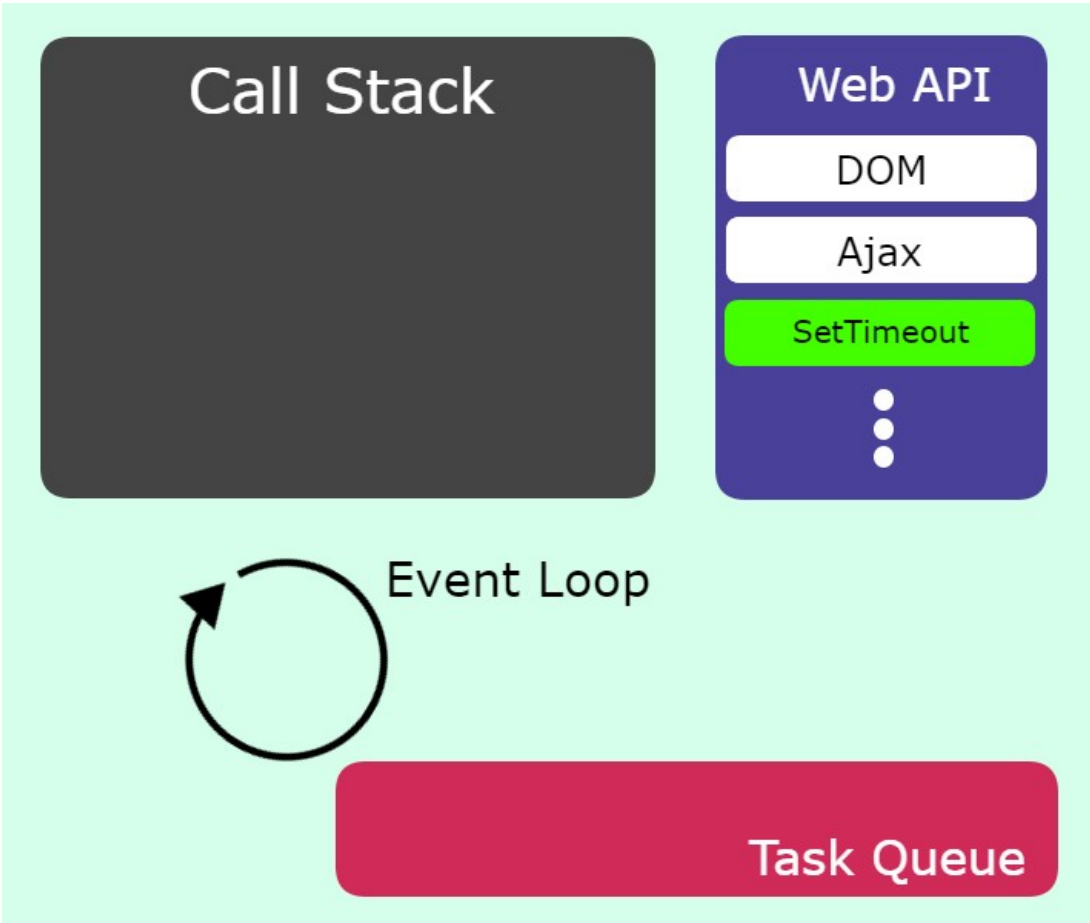 Call Stack
Web API
DOM
Ajax
SetTimeout
Event Loop
Task Queue